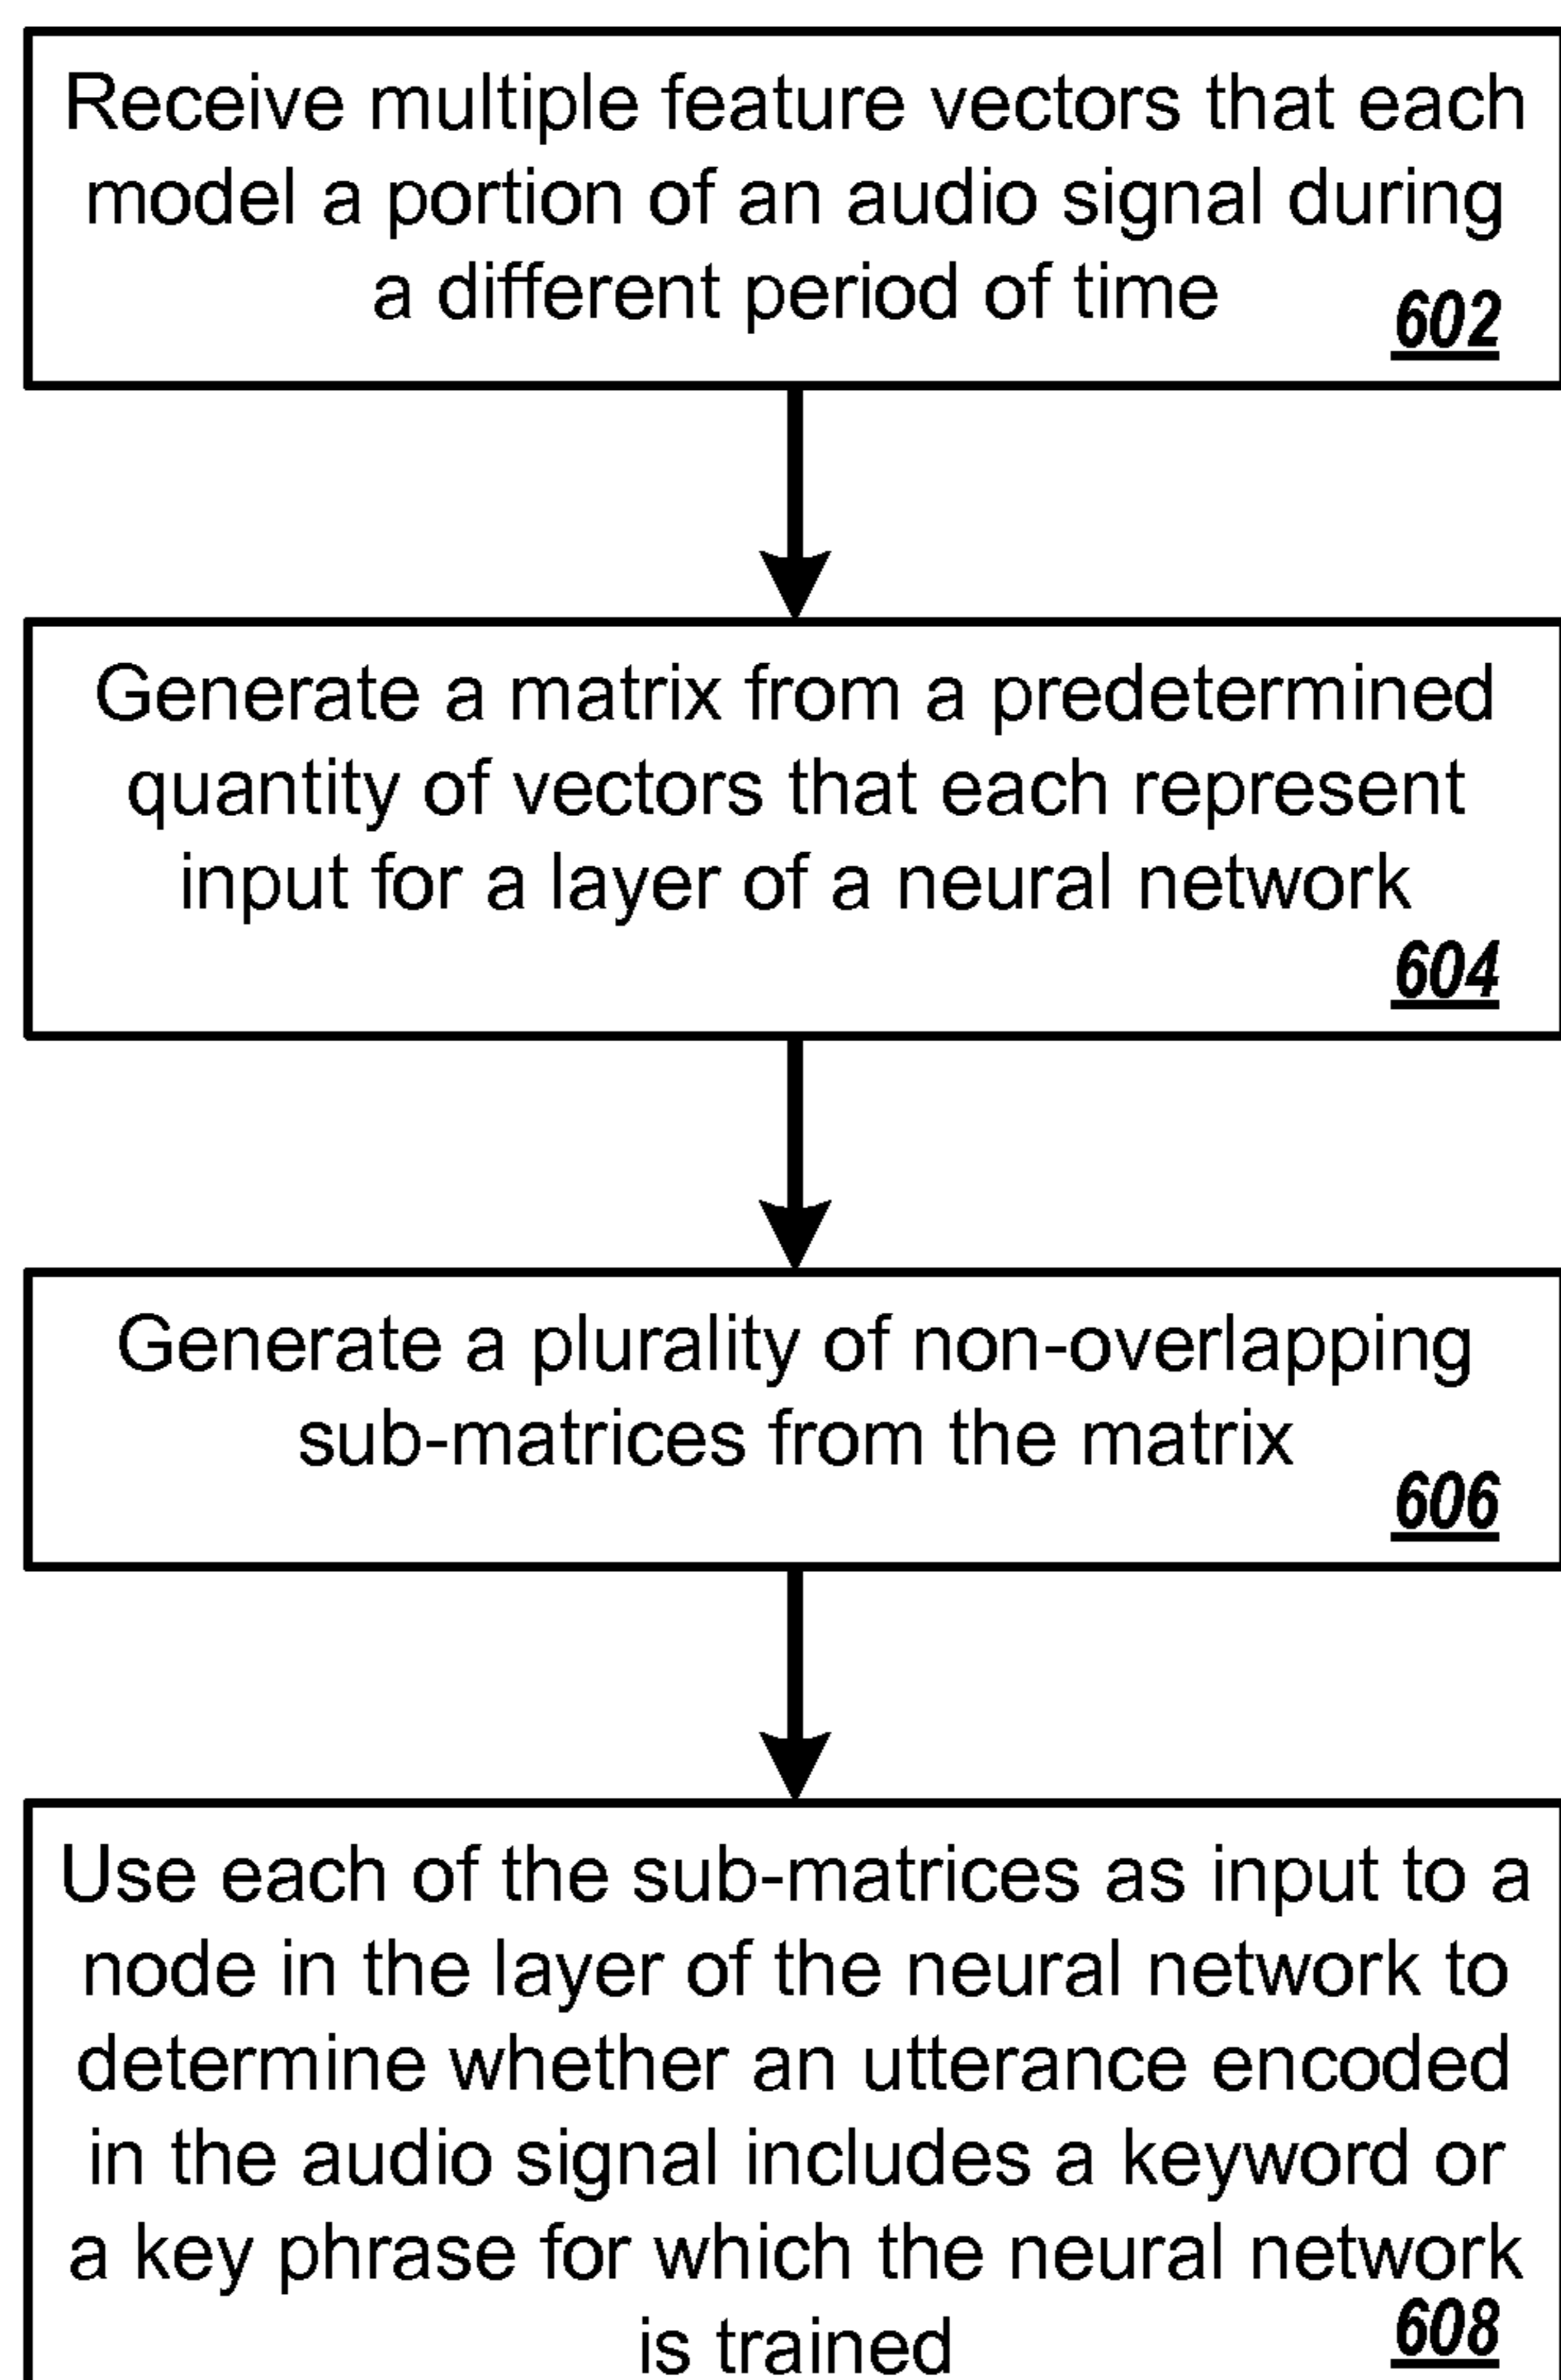 Receive multiple feature vectors that each
model a portion of an audio signal during
a different period of time
602
Generate a matrix from a predetermined
quantity of vectors that each represent
input for a layer of a neural network
604
Generate a plurality of non-overlapping
sub-matrices from the matrix
606
Use each of the sub-matrices as input to a
node in the layer of the neural network to
determine whether an utterance encoded
in the audio signal includes a keyword or
a key phrase for which the neural network
is trained
608